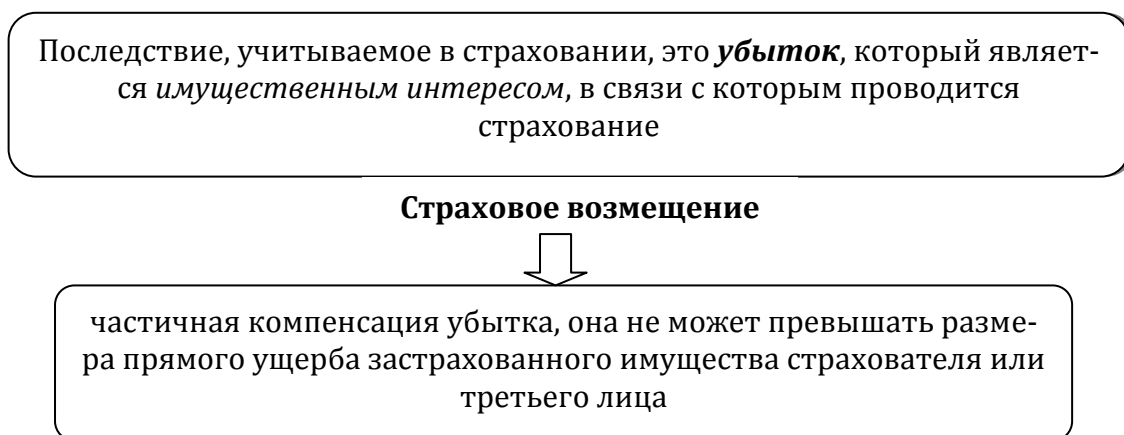 Последствие, учитываемое в страховании, это убыток, который являет-
ся имущественным интересом, в связи с которым проводится
страхование
Страховое возмещение
частичная компенсация убытка, она не может превышать разме-
ра прямого ущерба застрахованного имущества страхователя или
третьего лица